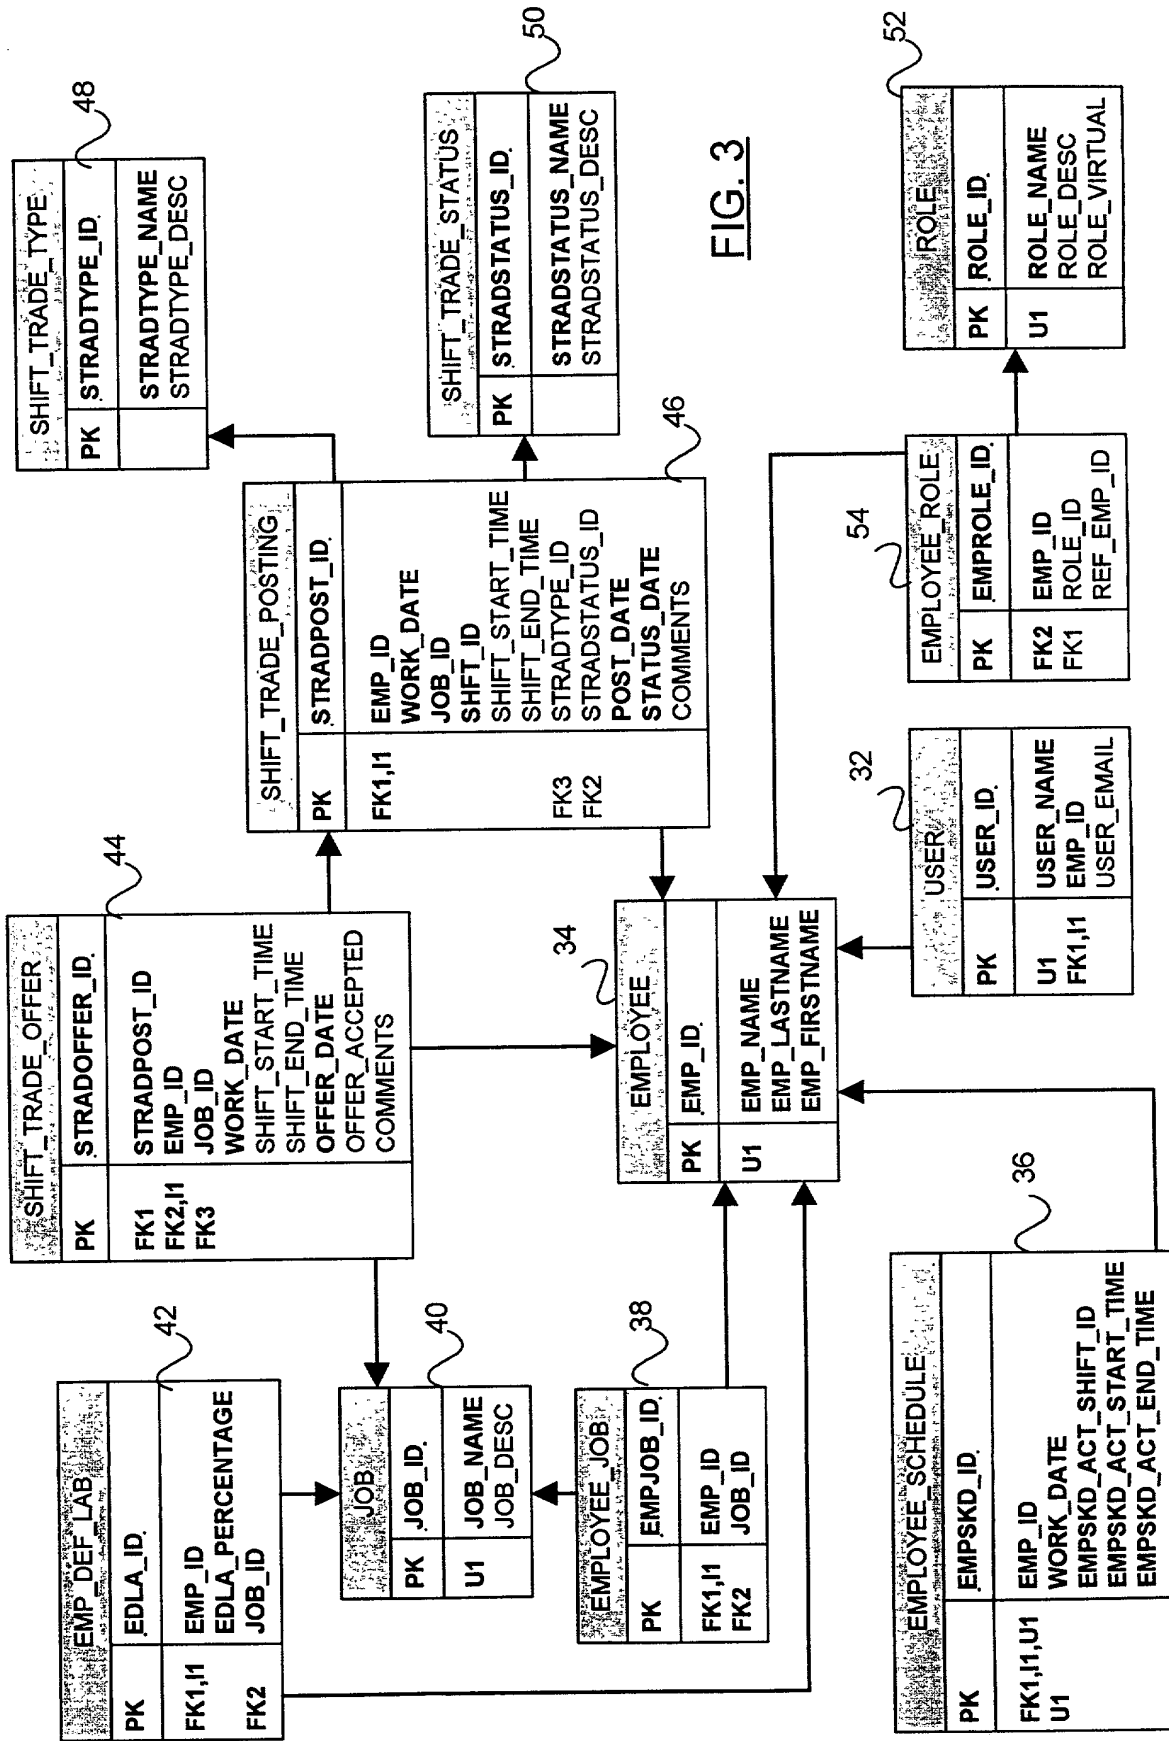 EMP_DEF_LAB
PK EDLA_ID
FK1,I1 EMP_ID
EDLA_PERCENTAGE
FK2 JOB_ID
42
SHIFT_TRADE_OFFER
PK STRADOFFER_ID
FK1 STRADPOST_ID
FK2,I1 EMP_ID
FK3 JOB_ID
WORK_DATE
SHIFT_START_TIME
SHIFT_END_TIME
OFFER_DATE
OFFER_ACCEPTED
COMMENTS
44
SHIFT_TRADE_TYPE
PK STRADTYPE_ID
STRADTYPE_NAME
STRADTYPE_DESC
48
SHIFT_TRADE_POSTING
PK STRADPOST_ID
FK1,I1 EMP_ID
WORK_DATE
JOB_ID
SHFT_ID
SHIFT_START_TIME
SHIFT_END_TIME
FK3 STRADTYPE_ID
FK2 STRADSTATUS_ID
POST_DATE
STATUS_DATE
COMMENTS
46
SHIFT_TRADE_STATUS
PK STRADSTATUS_ID
STRADSTATUS_NAME
STRADSTATUS_DESC
50
JOB
PK JOB_ID
U1 JOB_NAME
JOB_DESC
40
EMPLOYEE_JOB
PK EMPJOB_ID
FK1,I1 EMP_ID
FK2 JOB_ID
38
EMPLOYEE
PK EMP_ID
U1 EMP_NAME
EMP_LASTNAME
EMP_FIRSTNAME
34
FIG. 3
EMPLOYEE_SCHEDULE
PK EMPSKD_ID
FK1,I1,U1 EMP_ID
U1 WORK_DATE
EMPSKD_ACT_SHIFT_ID
EMPSKD_ACT_START_TIME
EMPSKD_ACT_END_TIME
36
USER
PK USER_ID
U1 USER_NAME
FK1,I1 EMP_ID
USER_EMAIL
32
EMPLOYEE_ROLE
PK EMPROLE_ID
FK2 EMP_ID
FK1 ROLE_ID
REF_EMP_ID
54
ROLE
PK ROLE_ID
U1 ROLE_NAME
ROLE_DESC
ROLE_VIRTUAL
52